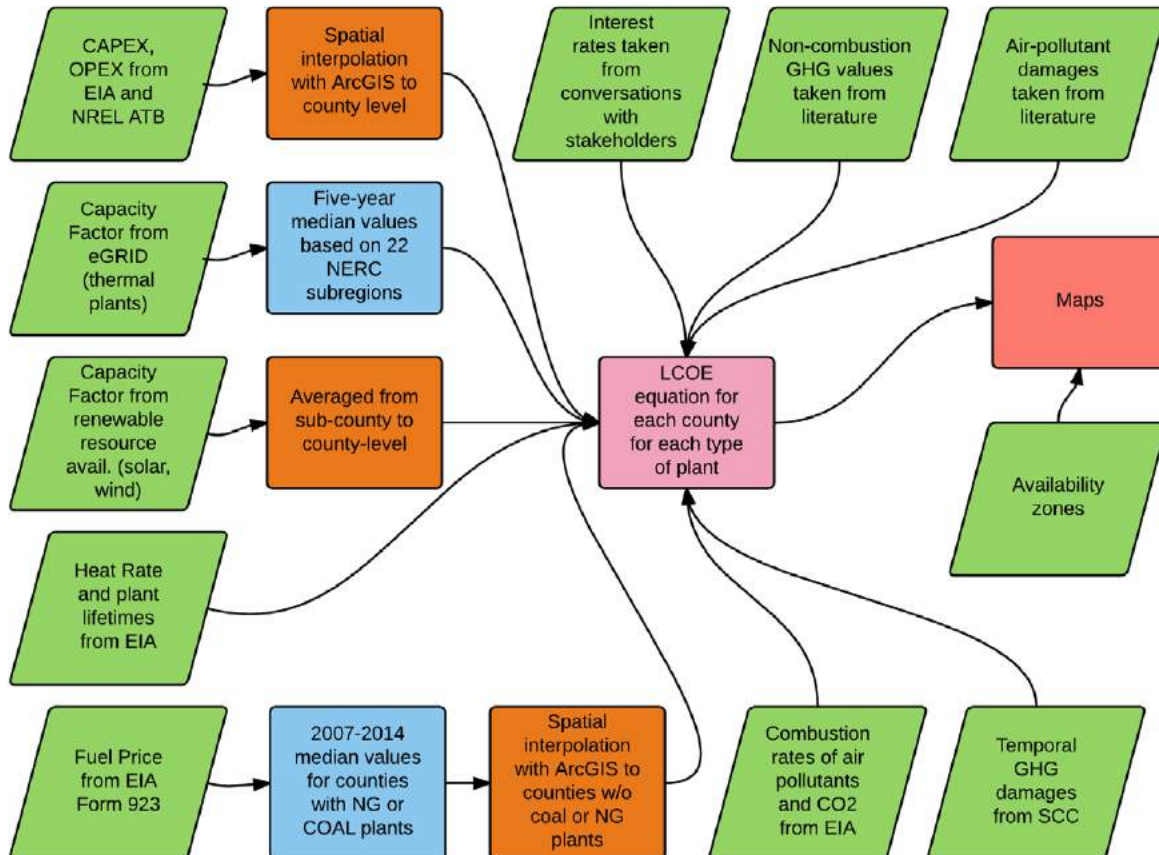 CAPEX,
OPEX from
EIA and
NREL ATB
Spatial
interpolation
with ArcGIS to
county level
Interest
rates taken
from
conversations
with
stakeholders
Non-combustion
GHG values
taken from
literature
Air-pollutant
damages
taken from
literature
Capacity
Factor from
eGRID
(thermal
plants)
Five-year
median values
based on 22
NERC
subregions
Maps
Capacity
Factor from
renewable
resource
avail. (solar,
wind)
Averaged from
sub-county to
county-level
LCOE
equation for
each county
for each type
of plant
Availability
zones
Heat Rate
and plant
lifetimes
from EIA
Fuel Price
from EIA
Form 923
2007-2014
median values
for counties
with NG or
COAL plants
Spatial
interpolation
with ArcGIS to
counties w/o
coal or NG
plants
Combustion
rates of air
pollutants
and CO2
from EIA
Temporal
GHG
damages
from SCC